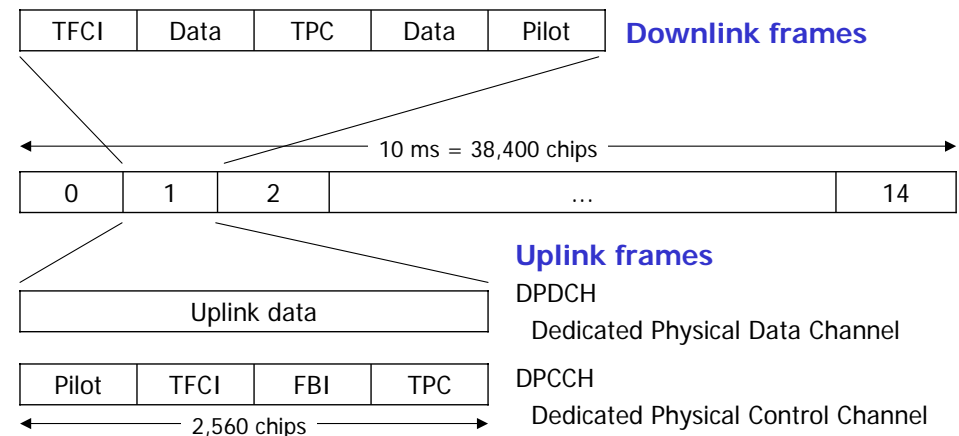 TFCI Data TPC Data Pilot Downlink frames
10 ms = 38,400 chips
0 1 2 ... 14
Uplink frames
Uplink data
DPDCH
Dedicated Physical Data Channel
Pilot TFCI FBI TPC
DPCCH
Dedicated Physical Control Channel
2,560 chips